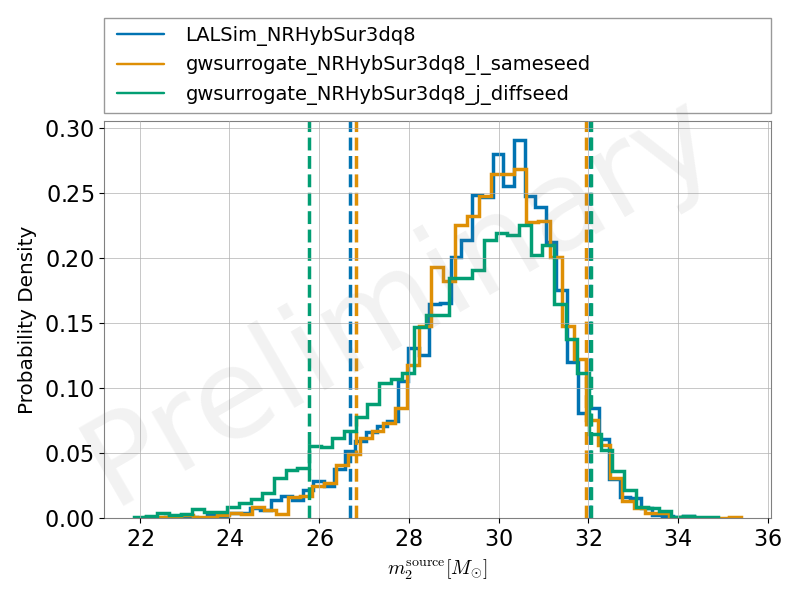 LALSim_NRHybSur3dq8
gwsurrogate_NRHybSur3dq8_l_sameseed
gwsurrogate_NRHybSur3dq8_j_diffseed
0.30
0.25
0.20
0.15
0.10
0.05
0.00
Probability Density
Preliminary
22 24 26 28 30 32 34 36
m₂^source [M⊙]